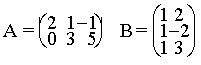 A = (2 1 −1
0 3 5) B = (1 2
1 −2
1 3)